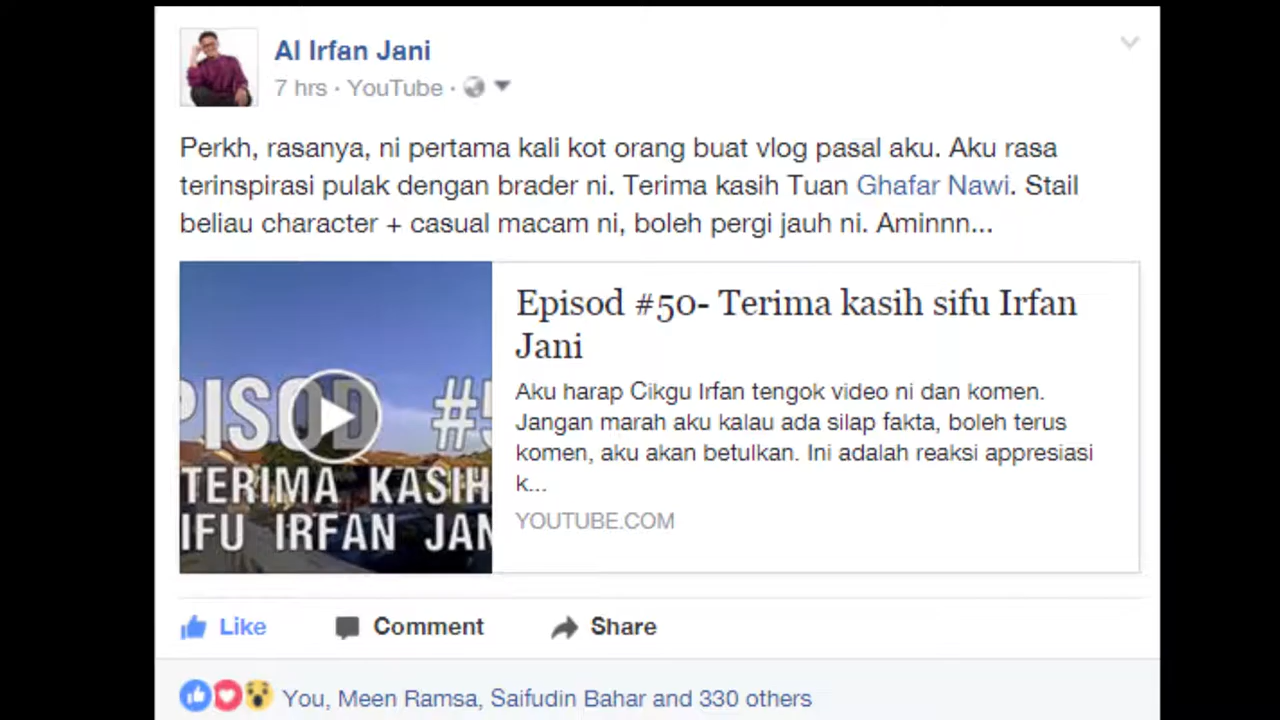 Al Irfan Jani
7 hrs · YouTube ·
Perkh, rasanya, ni pertama kali kot orang buat vlog pasal aku. Aku rasa
terinspirasi pulak dengan brader ni. Terima kasih Tuan Ghafar Nawi. Stail
beliau character + casual macam ni, boleh pergi jauh ni. Aminnn...
PISOD #5
TERIMA KASIH
IFU IRFAN JAN
Episod #50- Terima kasih sifu Irfan
Jani
Aku harap Cikgu Irfan tengok video ni dan komen.
Jangan marah aku kalau ada silap fakta, boleh terus
komen, aku akan betulkan. Ini adalah reaksi appresiasi
k...
YOUTUBE.COM
Like Comment Share
You, Meen Ramsa, Saifudin Bahar and 330 others